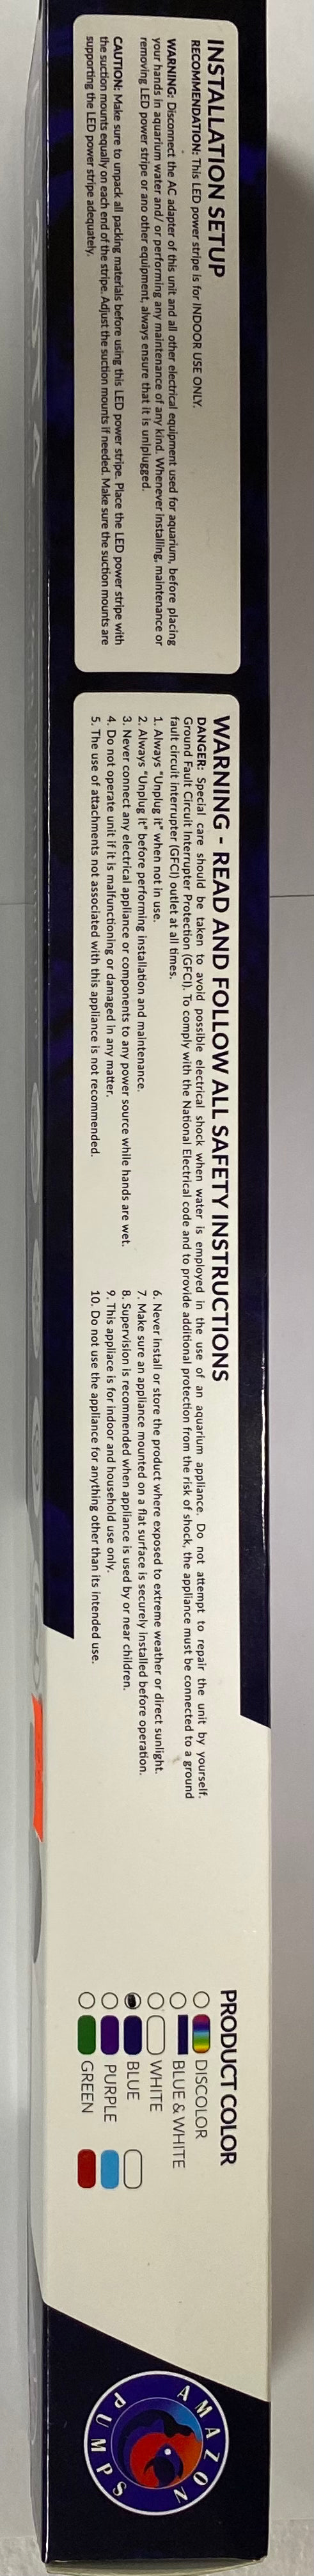 INSTALLATION SETUP
RECOMMENDATION: This LED power stripe is for INDOOR USE ONLY.
WARNING: Disconnect the AC adapter of this unit and all other electrical equipment used for aquarium, before placing
your hands in aquarium water and/ or performing any maintenance of any kind. Whenever installing, maintenance or
removing LED power stripe or ano other equipment, always ensure that it is unlplugged.
CAUTION: Make sure to unpack all packing materials before using this LED power stripe. Place the LED power stripe with
the suction mounts equally on each end of the stripe. Adjust the suction mounts if needed. Make sure the suction mounts are
supporting the LED power stripe adequately.
WARNING - READ AND FOLLOW ALL SAFETY INSTRUCTIONS
DANGER: Special care should be taken to avoid possible electrical shock when water is employed in the use of an aquarium appliance. Do not attempt to repair the unit by yourself.
Ground Fault Circuit Interrupter Protection (GFCI). To comply with the National Electrical code and to provide additional protection from the risk of shock, the appliance must be connected to a ground
fault circuit interrupter (GFCI) outlet at all times.
1. Always "Unplug it" when not in use.
2. Always "Unplug it" before performing installation and maintenance.
3. Never connect any electrical appliance or components to any power source while hands are wet.
4. Do not operate unit if it is malfunctioning or damaged in any matter.
5. The use of attachments not associated with this appliance is not recommended.
6. Never install or store the product where exposed to extreme weather or direct sunlight.
7. Make sure an appliance mounted on a flat surface is securely installed before operation.
8. Supervision is recommended when appliance is used by or near children.
9. This appliace is for indoor and household use only.
10. Do not use the appliance for anything other than its intended use.
PRODUCT COLOR
DISCOLOR
BLUE & WHITE
WHITE
BLUE
PURPLE
GREEN
AMAZON
PUMPS